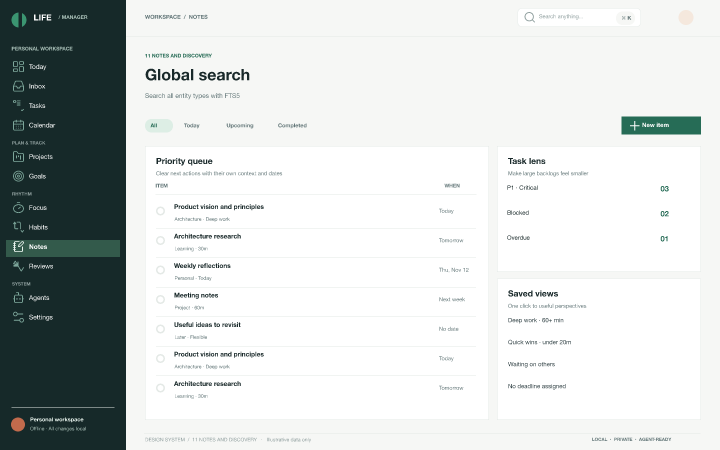 LIFE / MANAGER
PERSONAL WORKSPACE
Today
Inbox
Tasks
Calendar
PLAN & TRACK
Projects
Goals
RHYTHM
Focus
Habits
Notes
Reviews
SYSTEM
Agents
Settings
Personal workspace
Offline · All changes local
WORKSPACE / NOTES
Search anything...
⌘ K
11 NOTES AND DISCOVERY
Global search
Search all entity types with FTS5
All Today Upcoming Completed
New item
Priority queue
Clear next actions with their own context and dates
ITEM WHEN
Product vision and principles
Architecture · Deep work
Today
Architecture research
Learning · 30m
Tomorrow
Weekly reflections
Personal · Today
Thu, Nov 12
Meeting notes
Project · 60m
Next week
Useful ideas to revisit
Later · Flexible
No date
Product vision and principles
Architecture · Deep work
Today
Architecture research
Learning · 30m
Tomorrow
Task lens
Make large backlogs feel smaller
P1 · Critical 03
Blocked 02
Overdue 01
Saved views
One click to useful perspectives
Deep work · 60+ min
Quick wins · under 20m
Waiting on others
No deadline assigned
DESIGN SYSTEM / 11 NOTES AND DISCOVERY · Illustrative data only
LOCAL • PRIVATE • AGENT-READY